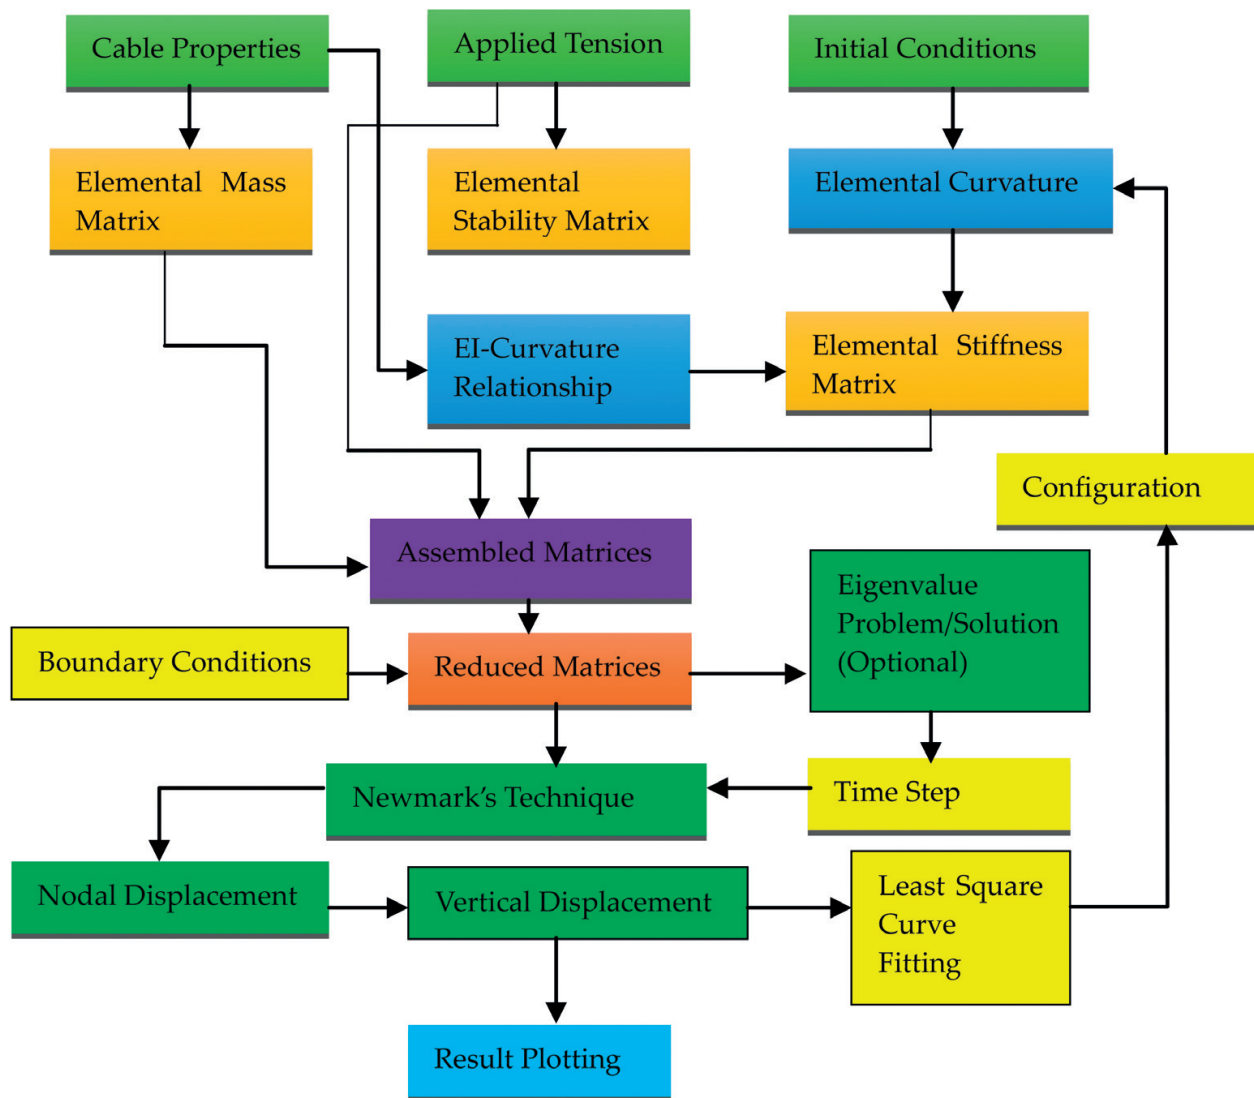 Cable Properties
Applied Tension
Initial Conditions
Elemental Mass
Matrix
Elemental
Stability Matrix
Elemental Curvature
EI-Curvature
Relationship
Elemental Stiffness
Matrix
Configuration
Assembled Matrices
Eigenvalue
Problem/Solution
(Optional)
Boundary Conditions
Reduced Matrices
Newmark's Technique
Time Step
Nodal Displacement
Vertical Displacement
Least Square
Curve
Fitting
Result Plotting